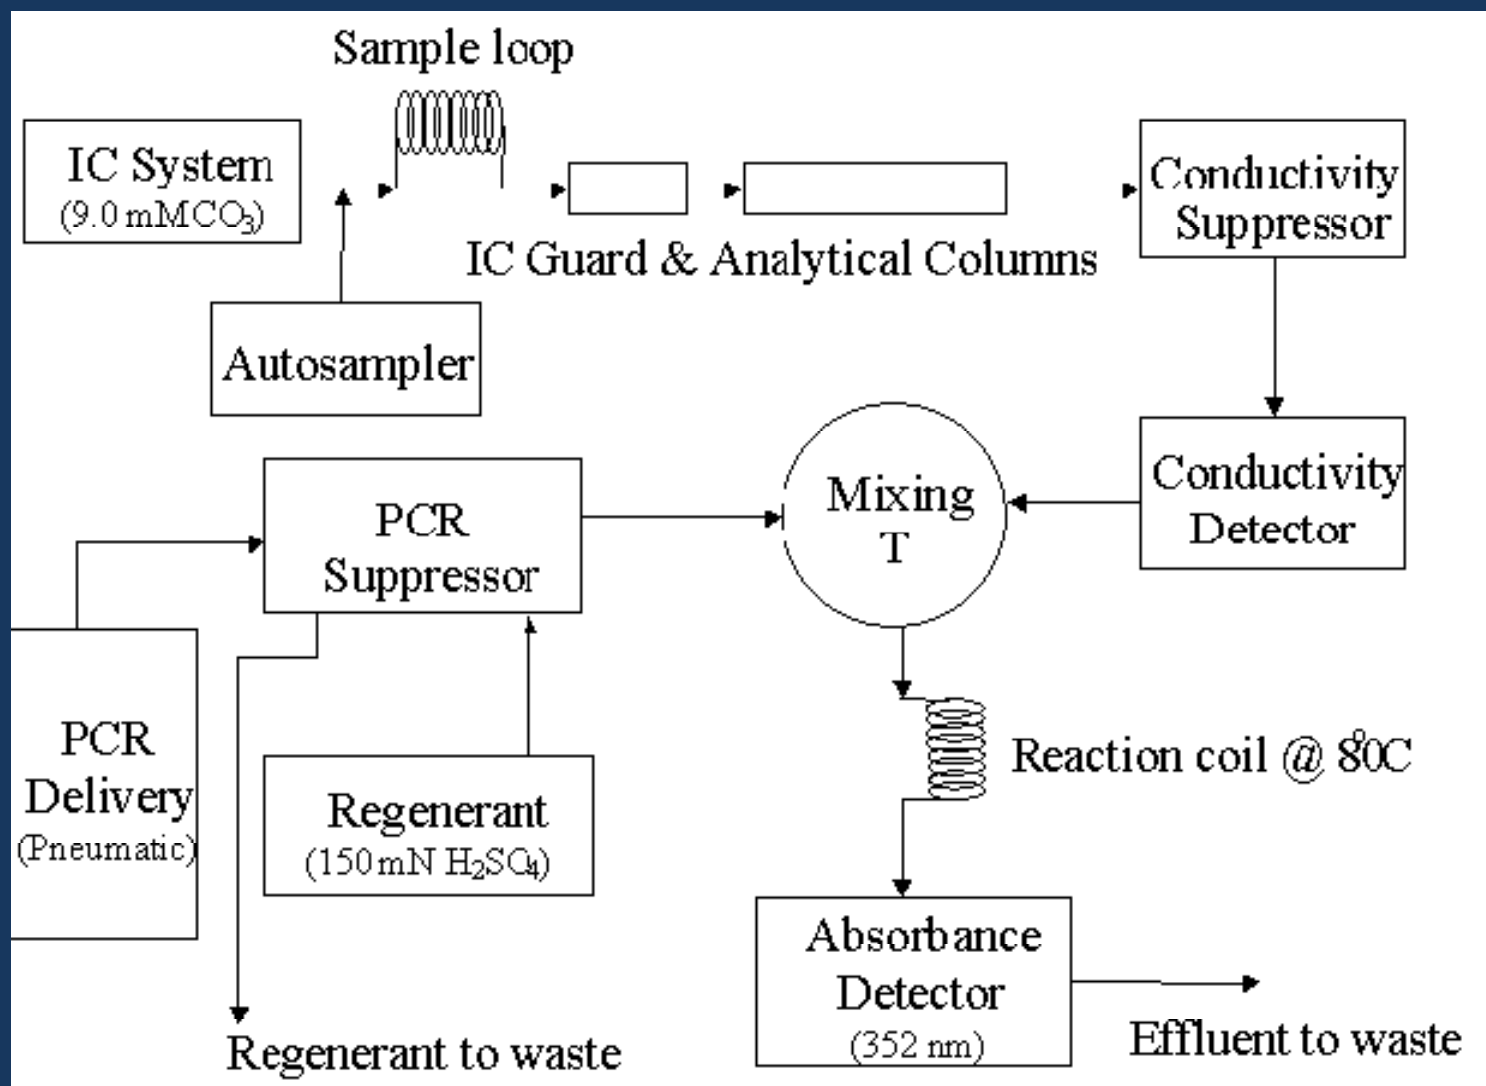 Sample loop
IC System
(9.0 mMCO₃)
Conductivity
Suppressor
IC Guard & Analytical Columns
Autosampler
Mixing
T
Conductivity
Detector
PCR
Suppressor
PCR
Delivery
(Pneumatic)
Reaction coil @ 80°C
Regenerant
(150 mN H₂SO₄)
Absorbance
Detector
(352 nm)
Regenerant to waste
Effluent to waste